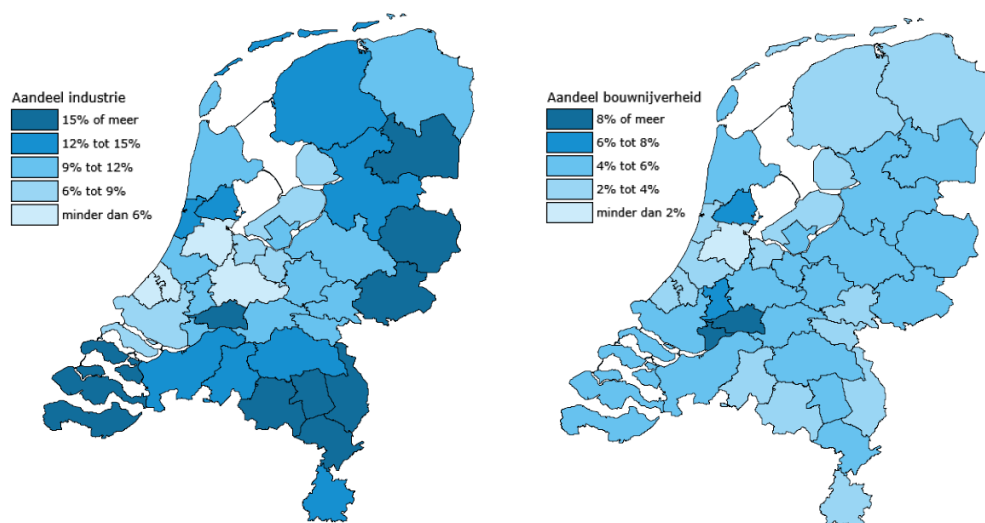 Aandeel industrie
15% of meer
12% tot 15%
9% tot 12%
6% tot 9%
minder dan 6%
Aandeel bouwnijverheid
8% of meer
6% tot 8%
4% tot 6%
2% tot 4%
minder dan 2%